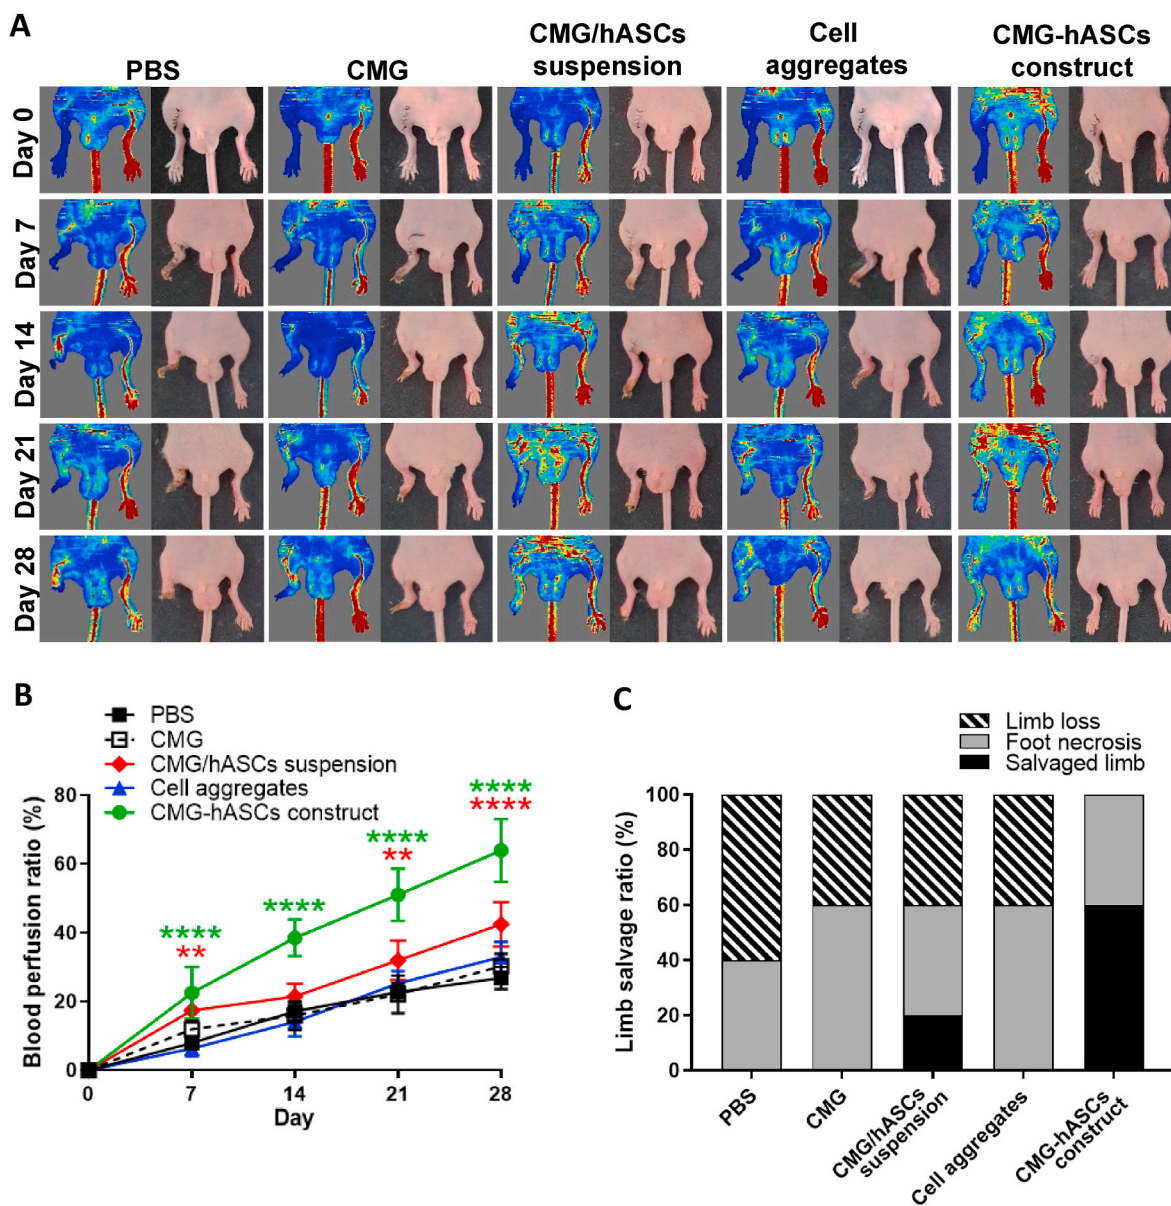 A
PBS
CMG
CMG/hASCs
suspension
Cell
aggregates
CMG-hASCs
construct
Day 0
Day 7
Day 14
Day 21
Day 28
B
PBS
CMG
CMG/hASCs suspension
Cell aggregates
CMG-hASCs construct
Blood perfusion ratio (%)
80
60
40
20
0
****
**
****
****
**
****
****
0
7
14
21
28
Day
C
Limb loss
Foot necrosis
Salvaged limb
Limb salvage ratio (%)
100
80
60
40
20
0
PBS
CMG
CMG/hASCs
suspension
Cell aggregates
CMG-hASCs
construct